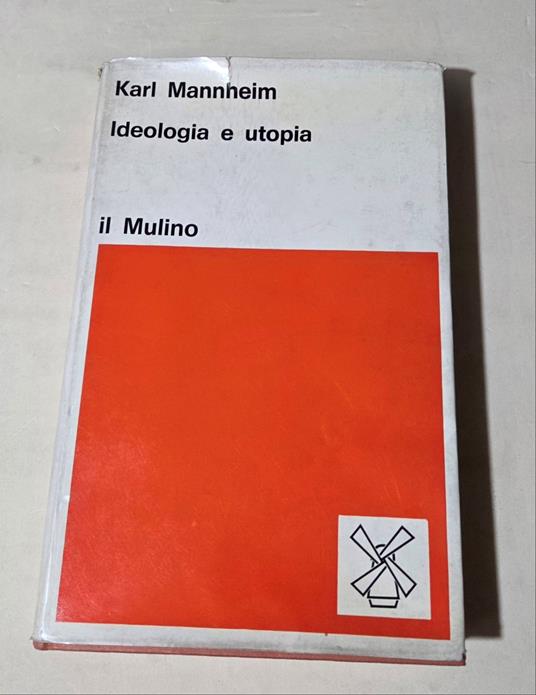 Karl Mannheim
Ideologia e utopia
il Mulino